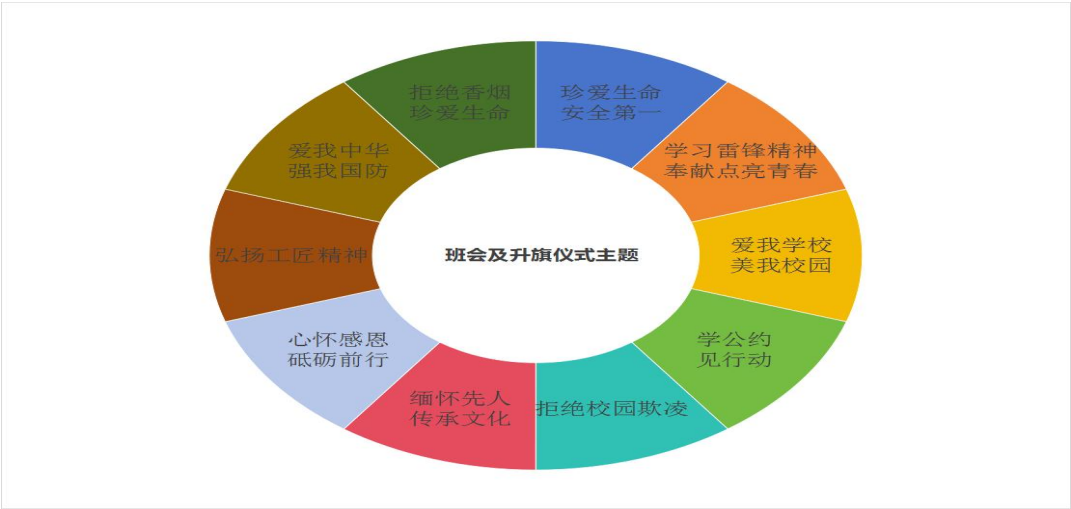 珍爱生命
安全第一
学习雷锋精神
奉献点亮青春
爱我学校
美我校园
学公约
见行动
拒绝校园欺凌
缅怀先人
传承文化
心怀感恩
砥砺前行
弘扬工匠精神
爱我中华
强我国防
拒绝香烟
珍爱生命
班会及升旗仪式主题